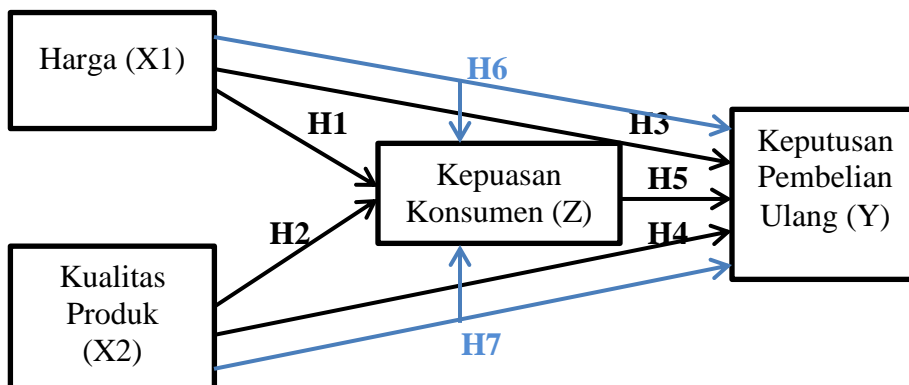 Harga (X1)
H6
H1
H3
Keputusan
Pembelian
Ulang (Y)
Kepuasan
Konsumen (Z)
H5
H2
H4
Kualitas
Produk
(X2)
H7